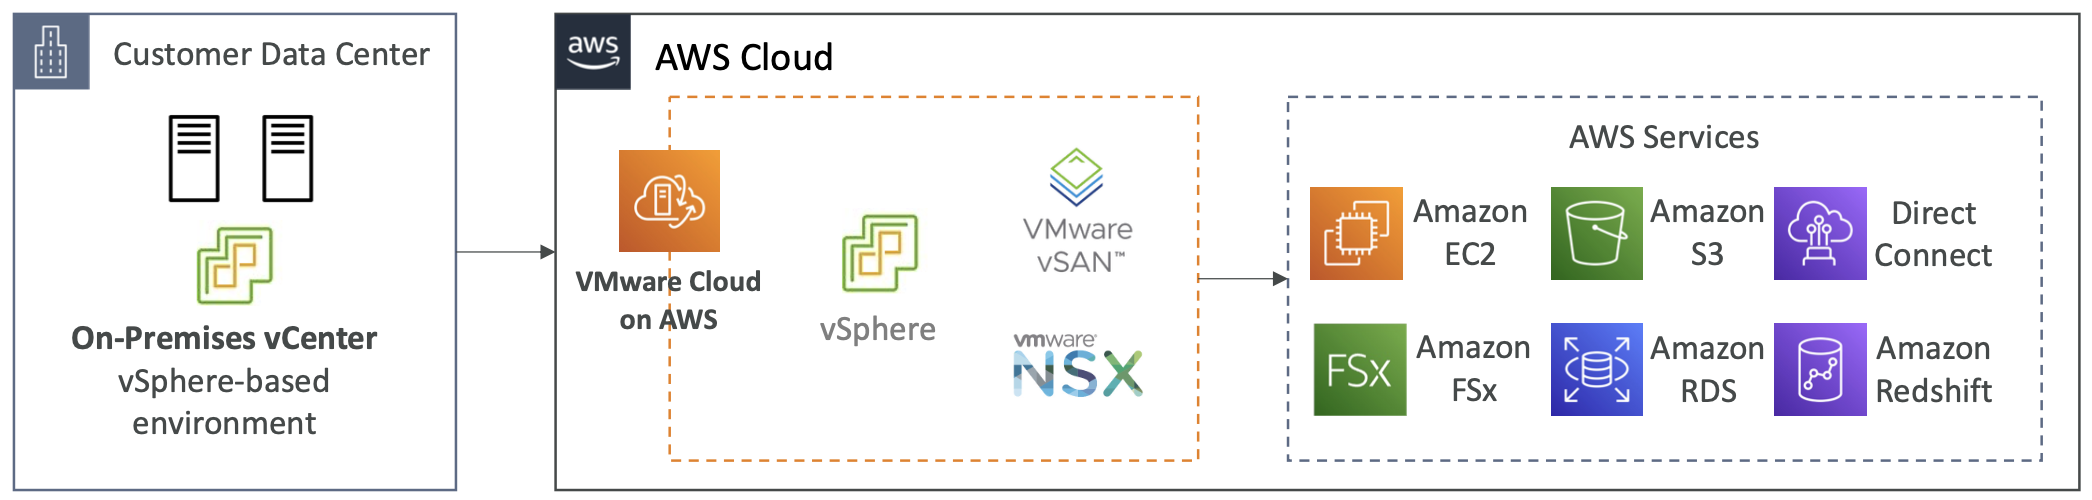 Customer Data Center
On-Premises vCenter
vSphere-based
environment
aws
AWS Cloud
VMware Cloud
on AWS
vSphere
VMware
vSAN™
vmware®
NSX
AWS Services
Amazon
EC2
Amazon
S3
Direct
Connect
FSx
Amazon
FSx
Amazon
RDS
Amazon
Redshift